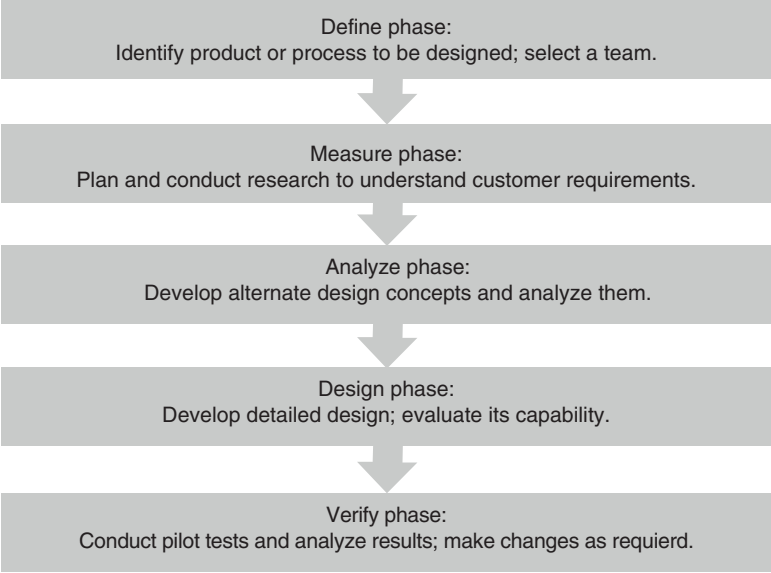 Define phase:
Identify product or process to be designed; select a team.
Measure phase:
Plan and conduct research to understand customer requirements.
Analyze phase:
Develop alternate design concepts and analyze them.
Design phase:
Develop detailed design; evaluate its capability.
Verify phase:
Conduct pilot tests and analyze results; make changes as requierd.